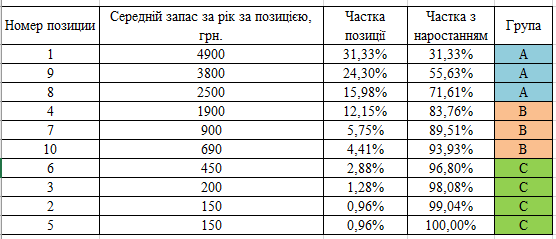 Номер позиции | Середній запас за рік за позицією, грн. | Частка позиції | Частка з наростанням | Група
1 | 4900 | 31,33% | 31,33% | А
9 | 3800 | 24,30% | 55,63% | А
8 | 2500 | 15,98% | 71,61% | А
4 | 1900 | 12,15% | 83,76% | В
7 | 900 | 5,75% | 89,51% | В
10 | 690 | 4,41% | 93,93% | В
6 | 450 | 2,88% | 96,80% | С
3 | 200 | 1,28% | 98,08% | С
2 | 150 | 0,96% | 99,04% | С
5 | 150 | 0,96% | 100,00% | С